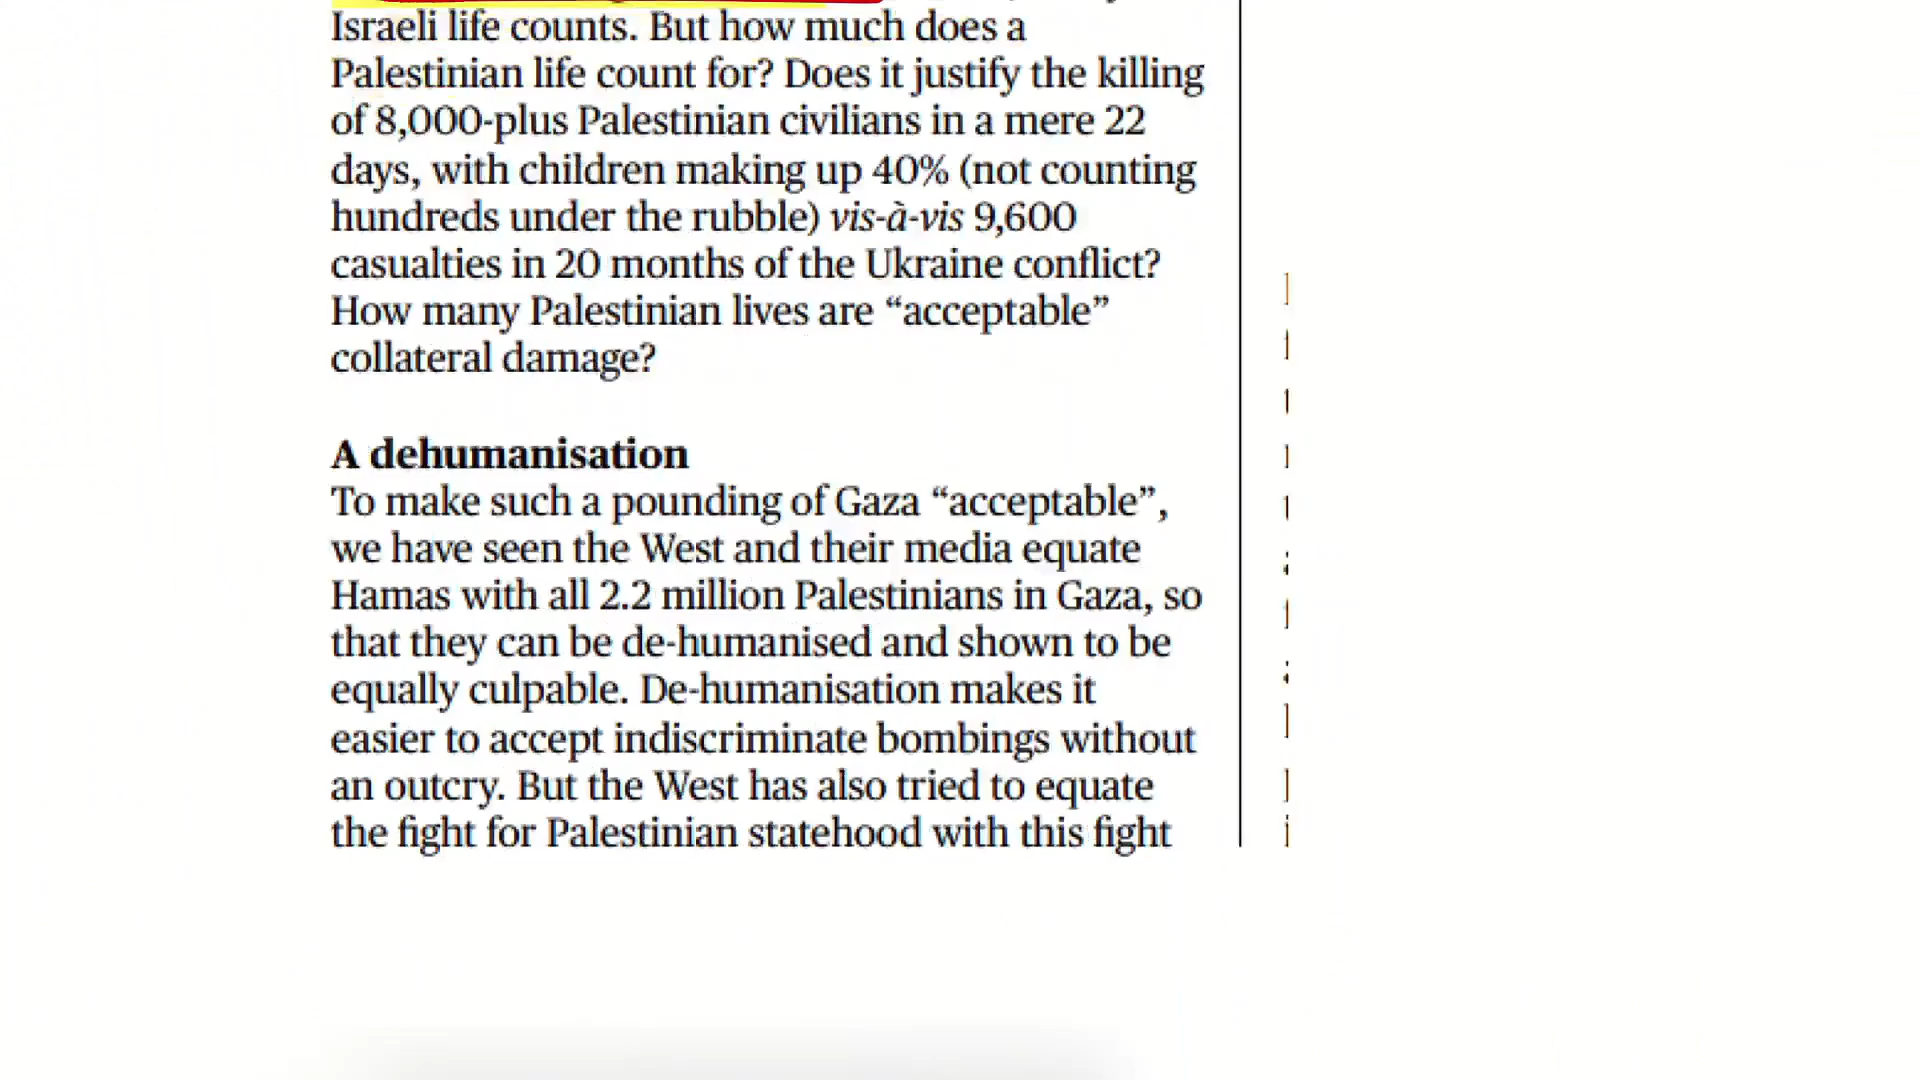 Israeli life counts. But how much does a
Palestinian life count for? Does it justify the killing
of 8,000-plus Palestinian civilians in a mere 22
days, with children making up 40% (not counting
hundreds under the rubble) vis-à-vis 9,600
casualties in 20 months of the Ukraine conflict?
How many Palestinian lives are “acceptable”
collateral damage?
A dehumanisation
To make such a pounding of Gaza “acceptable”,
we have seen the West and their media equate
Hamas with all 2.2 million Palestinians in Gaza, so
that they can be de-humanised and shown to be
equally culpable. De-humanisation makes it
easier to accept indiscriminate bombings without
an outcry. But the West has also tried to equate
the fight for Palestinian statehood with this fight